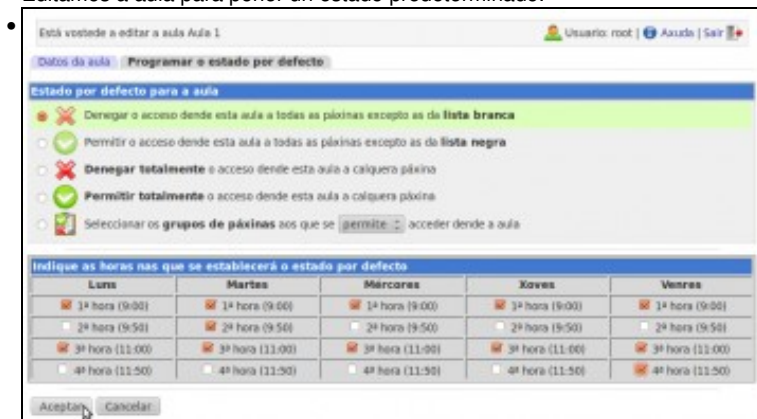 Editamos a aula para poñer un estado predeterminado.
Está vostede a editar a aula Aula 1
Usuario: root | Axuda | Sair
Datos da aula Programar o estado por defecto
Estado por defecto para a aula
Denegar o acceso dende esta aula a todas as páxinas excepto as da lista branca
Permitir o acceso dende esta aula a todas as páxinas excepto as da lista negra
Denegar totalmente o acceso dende esta aula a calquera páxina
Permitir totalmente o acceso dende esta aula a calquera páxina
Seleccionar os grupos de páxinas aos que se permite acceder dende a aula
Indique as horas nas que se establecerá o estado por defecto
Luns Martes Mércores Xoves Venres
1ª hora (9:00) 1ª hora (9:00) 1ª hora (9:00) 1ª hora (9:00) 1ª hora (9:00)
2ª hora (9:50) 2ª hora (9:50) 2ª hora (9:50) 2ª hora (9:50) 2ª hora (9:50)
3ª hora (11:00) 3ª hora (11:00) 3ª hora (11:00) 3ª hora (11:00) 3ª hora (11:00)
4ª hora (11:50) 4ª hora (11:50) 4ª hora (11:50) 4ª hora (11:50) 4ª hora (11:50)
Aceptar Cancelar